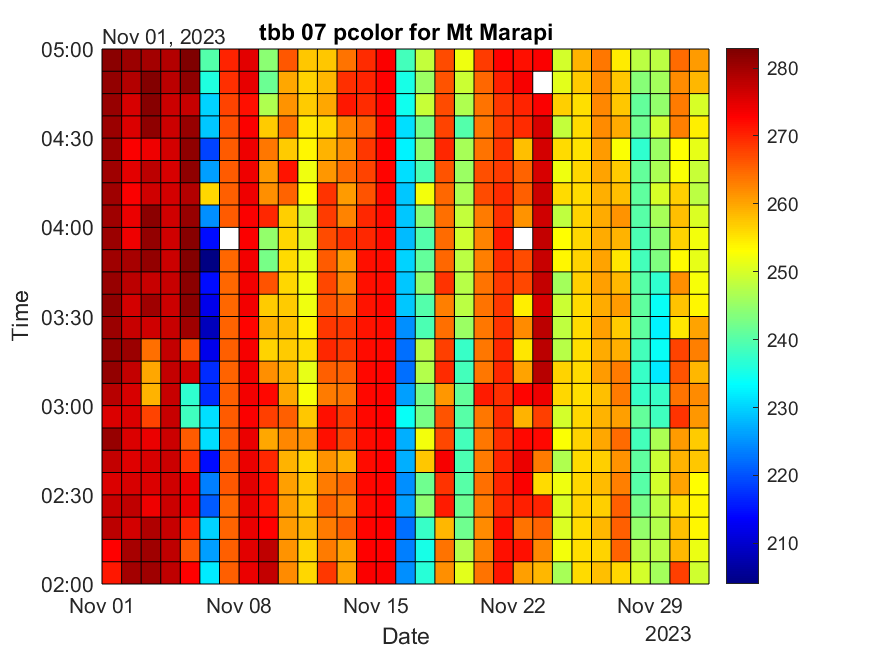 Nov 01, 2023
tbb 07 pcolor for Mt Marapi
05:00
04:30
04:00
03:30
03:00
02:30
02:00
Time
Nov 01
Nov 08
Nov 15
Nov 22
Nov 29
2023
Date
280
270
260
250
240
230
220
210